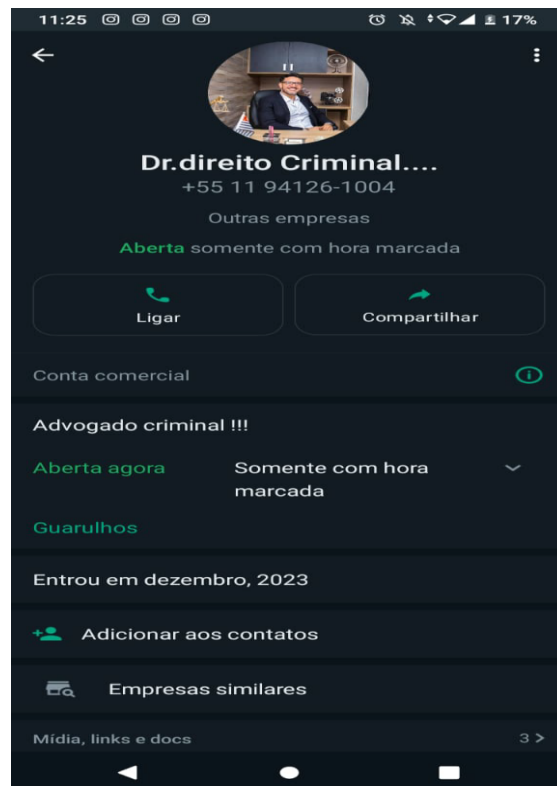 11:25
17%
Dr.direito Criminal....
+55 11 94126-1004
Outras empresas
Aberta somente com hora marcada
Ligar
Compartilhar
Conta comercial
Advogado criminal !!!
Aberta agora
Somente com hora
marcada
Guarulhos
Entrou em dezembro, 2023
Adicionar aos contatos
Empresas similares
Mídia, links e docs
3 >